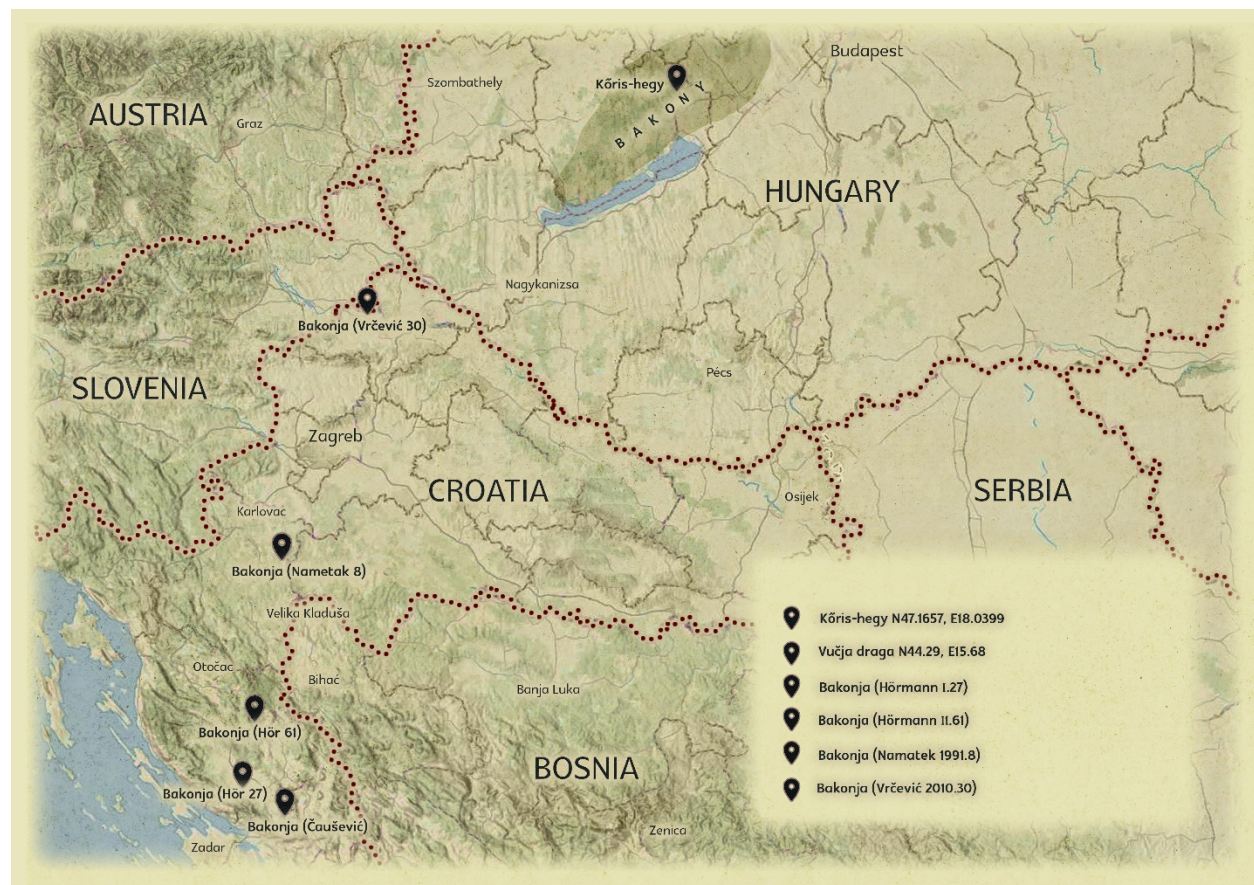 Budapest
Szombathely
Kőris-hegy
BAKONY
AUSTRIA
Graz
HUNGARY
Nagykanizsa
Bakonja (Vrčević 30)
Pécs
SLOVENIA
Zagreb
CROATIA
SERBIA
Osijek
Karlovac
Bakonja (Nametak 8)
Velika Kladuša
Otočac
Bihać
Banja Luka
Bakonja (Hör 61)
BOSNIA
Bakonja (Hör 27)
Bakonja (Čaušević)
Zenica
Zadar
Kőris-hegy N47.1657, E18.0399
Vučja draga N44.29, E15.68
Bakonja (Hörmann I.27)
Bakonja (Hörmann II.61)
Bakonja (Namatek 1991.8)
Bakonja (Vrčević 2010.30)